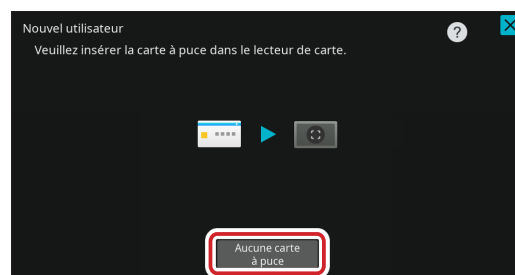 Nouvel utilisateur
Veuillez insérer la carte à puce dans le lecteur de carte.
?
Aucune carte
à puce